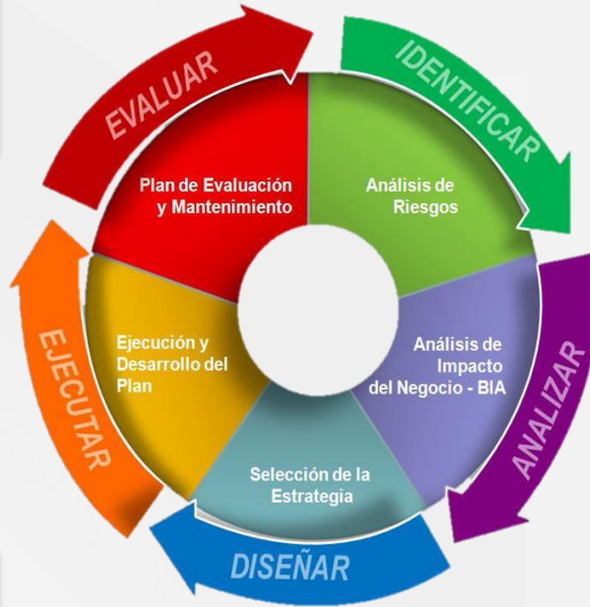 EVALUAR
IDENTIFICAR
Plan de Evaluación
y Mantenimiento
Análisis de
Riesgos
EJECUTAR
Ejecución y
Desarrollo del
Plan
Análisis de
Impacto
del Negocio - BIA
ANALIZAR
Selección de la
Estrategia
DISEÑAR